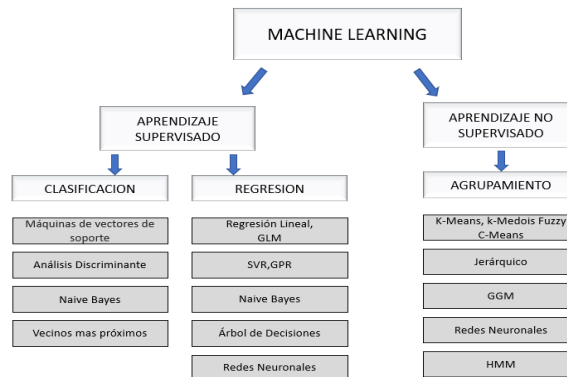 MACHINE LEARNING
APRENDIZAJE
SUPERVISADO
APRENDIZAJE NO
SUPERVISADO
CLASIFICACION
Máquinas de vectores de
soporte
Análisis Discriminante
Naive Bayes
Vecinos mas próximos
REGRESION
Regresión Lineal,
GLM
SVR,GPR
Naive Bayes
Árbol de Decisiones
Redes Neuronales
AGRUPAMIENTO
K-Means, k-Medois Fuzzy
C-Means
Jerárquico
GGM
Redes Neuronales
HMM